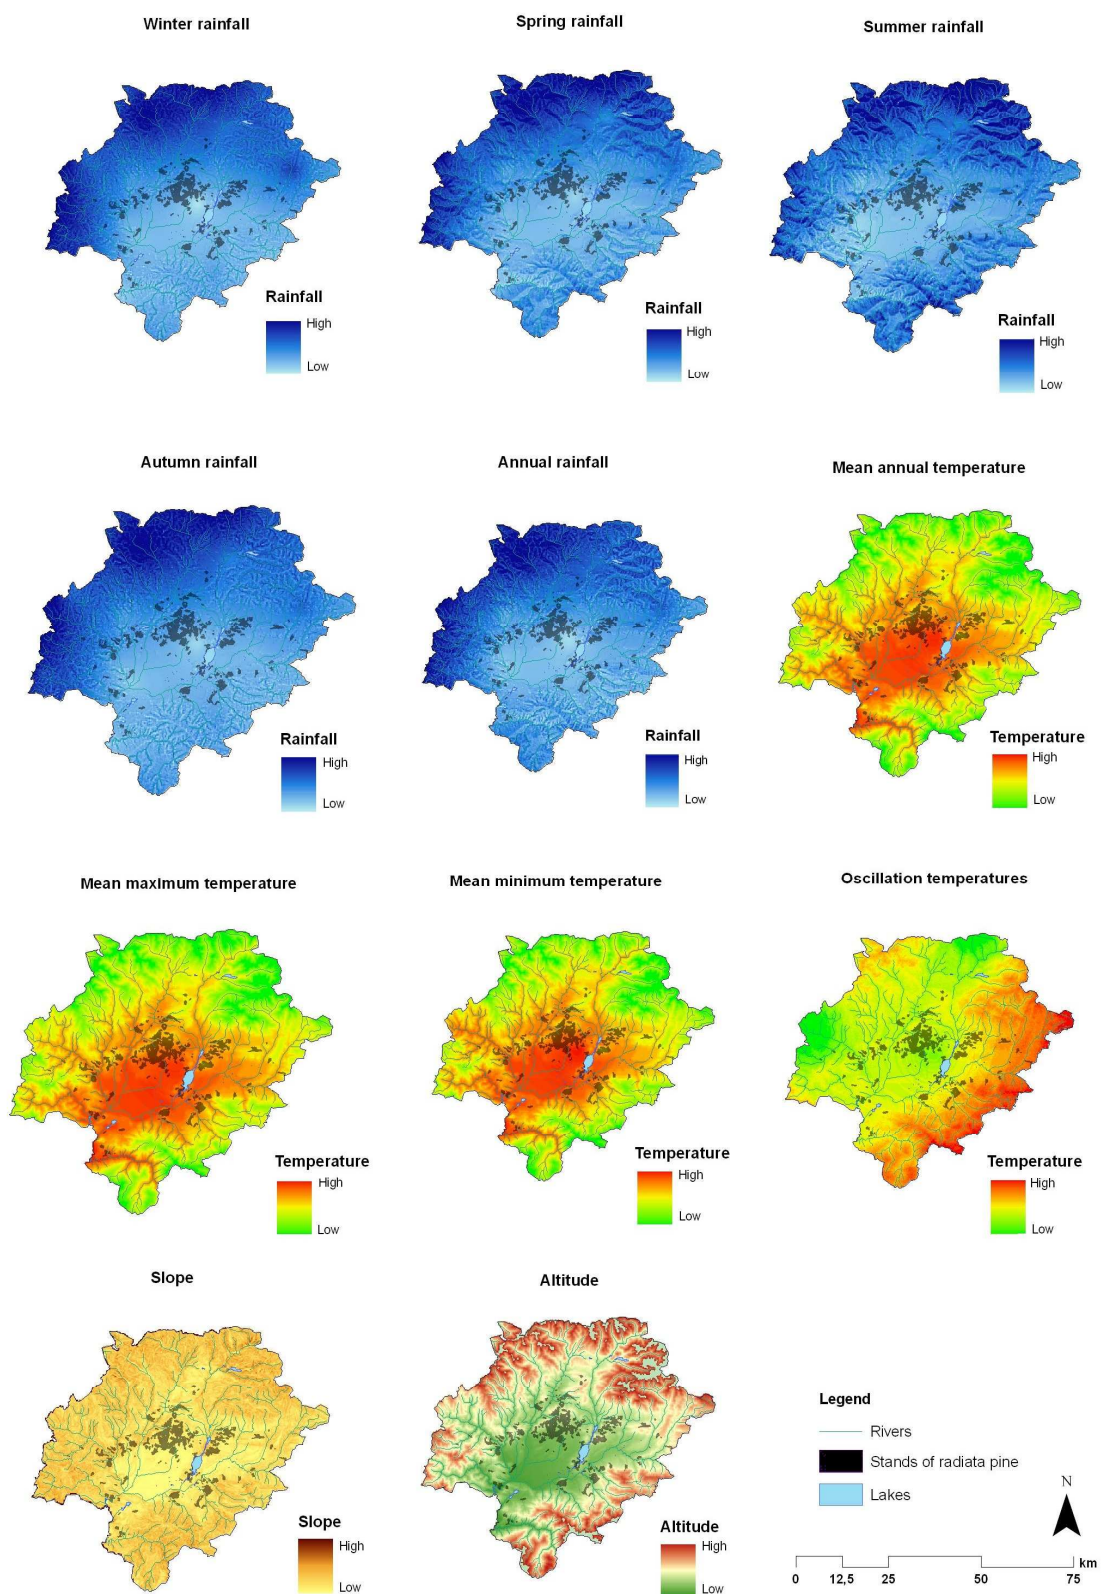 Winter rainfall
Spring rainfall
Summer rainfall
Rainfall
High
Low
Rainfall
High
Low
Rainfall
High
Low
Autumn rainfall
Annual rainfall
Mean annual temperature
Rainfall
High
Low
Rainfall
High
Low
Temperature
High
Low
Mean maximum temperature
Mean minimum temperature
Oscillation temperatures
Temperature
High
Low
Temperature
High
Low
Temperature
High
Low
Slope
Altitude
Slope
High
Low
Altitude
High
Low
Legend
Rivers
Stands of radiata pine
Lakes
N
km
0 12,5 25 50 75